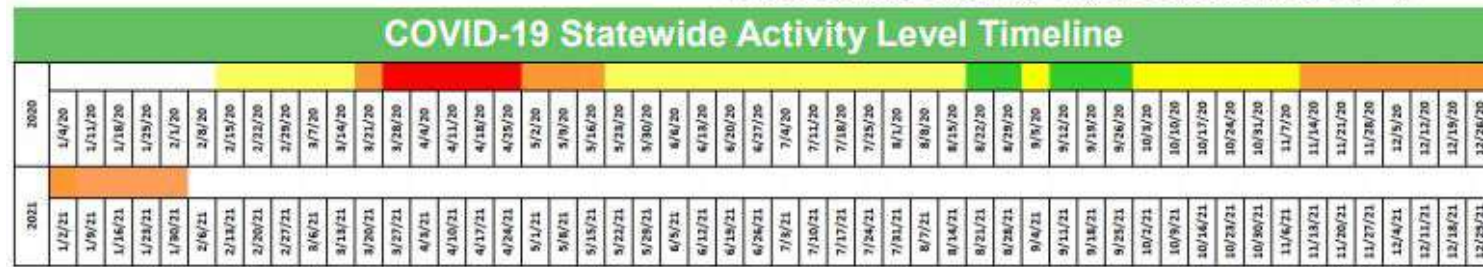 COVID-19 Statewide Activity Level Timeline
2020 1/4/20 1/11/20 1/18/20 1/25/20 2/1/20 2/8/20 2/15/20 2/22/20 2/29/20 3/7/20 3/14/20 3/21/20 3/28/20 4/4/20 4/11/20 4/18/20 4/25/20 5/2/20 5/9/20 5/16/20 5/23/20 5/30/20 6/6/20 6/13/20 6/20/20 6/27/20 7/4/20 7/11/20 7/18/20 7/25/20 8/1/20 8/8/20 8/15/20 8/22/20 8/29/20 9/5/20 9/12/20 9/19/20 9/26/20 10/3/20 10/10/20 10/17/20 10/24/20 10/31/20 11/7/20 11/14/20 11/21/20 11/28/20 12/5/20 12/12/20 12/19/20 12/26/20
2021 1/2/21 1/9/21 1/16/21 1/23/21 1/30/21 2/6/21 2/13/21 2/20/21 2/27/21 3/6/21 3/13/21 3/20/21 3/27/21 4/3/21 4/10/21 4/17/21 4/24/21 5/1/21 5/8/21 5/15/21 5/22/21 5/29/21 6/5/21 6/12/21 6/19/21 6/26/21 7/3/21 7/10/21 7/17/21 7/24/21 7/31/21 8/7/21 8/14/21 8/21/21 8/28/21 9/4/21 9/11/21 9/18/21 9/25/21 10/2/21 10/9/21 10/16/21 10/23/21 10/30/21 11/6/21 11/13/21 11/20/21 11/27/21 12/4/21 12/11/21 12/18/21 12/25/21